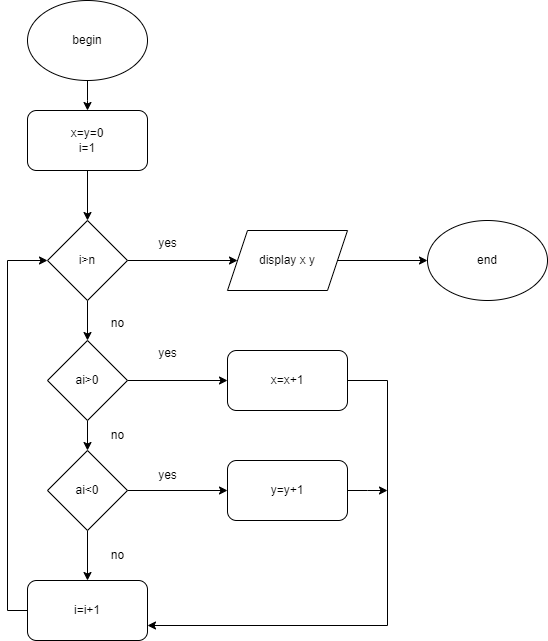 begin
x=y=0
i=1
i>n
yes
display x y
end
no
ai>0
yes
x=x+1
no
ai<0
yes
y=y+1
no
i=i+1